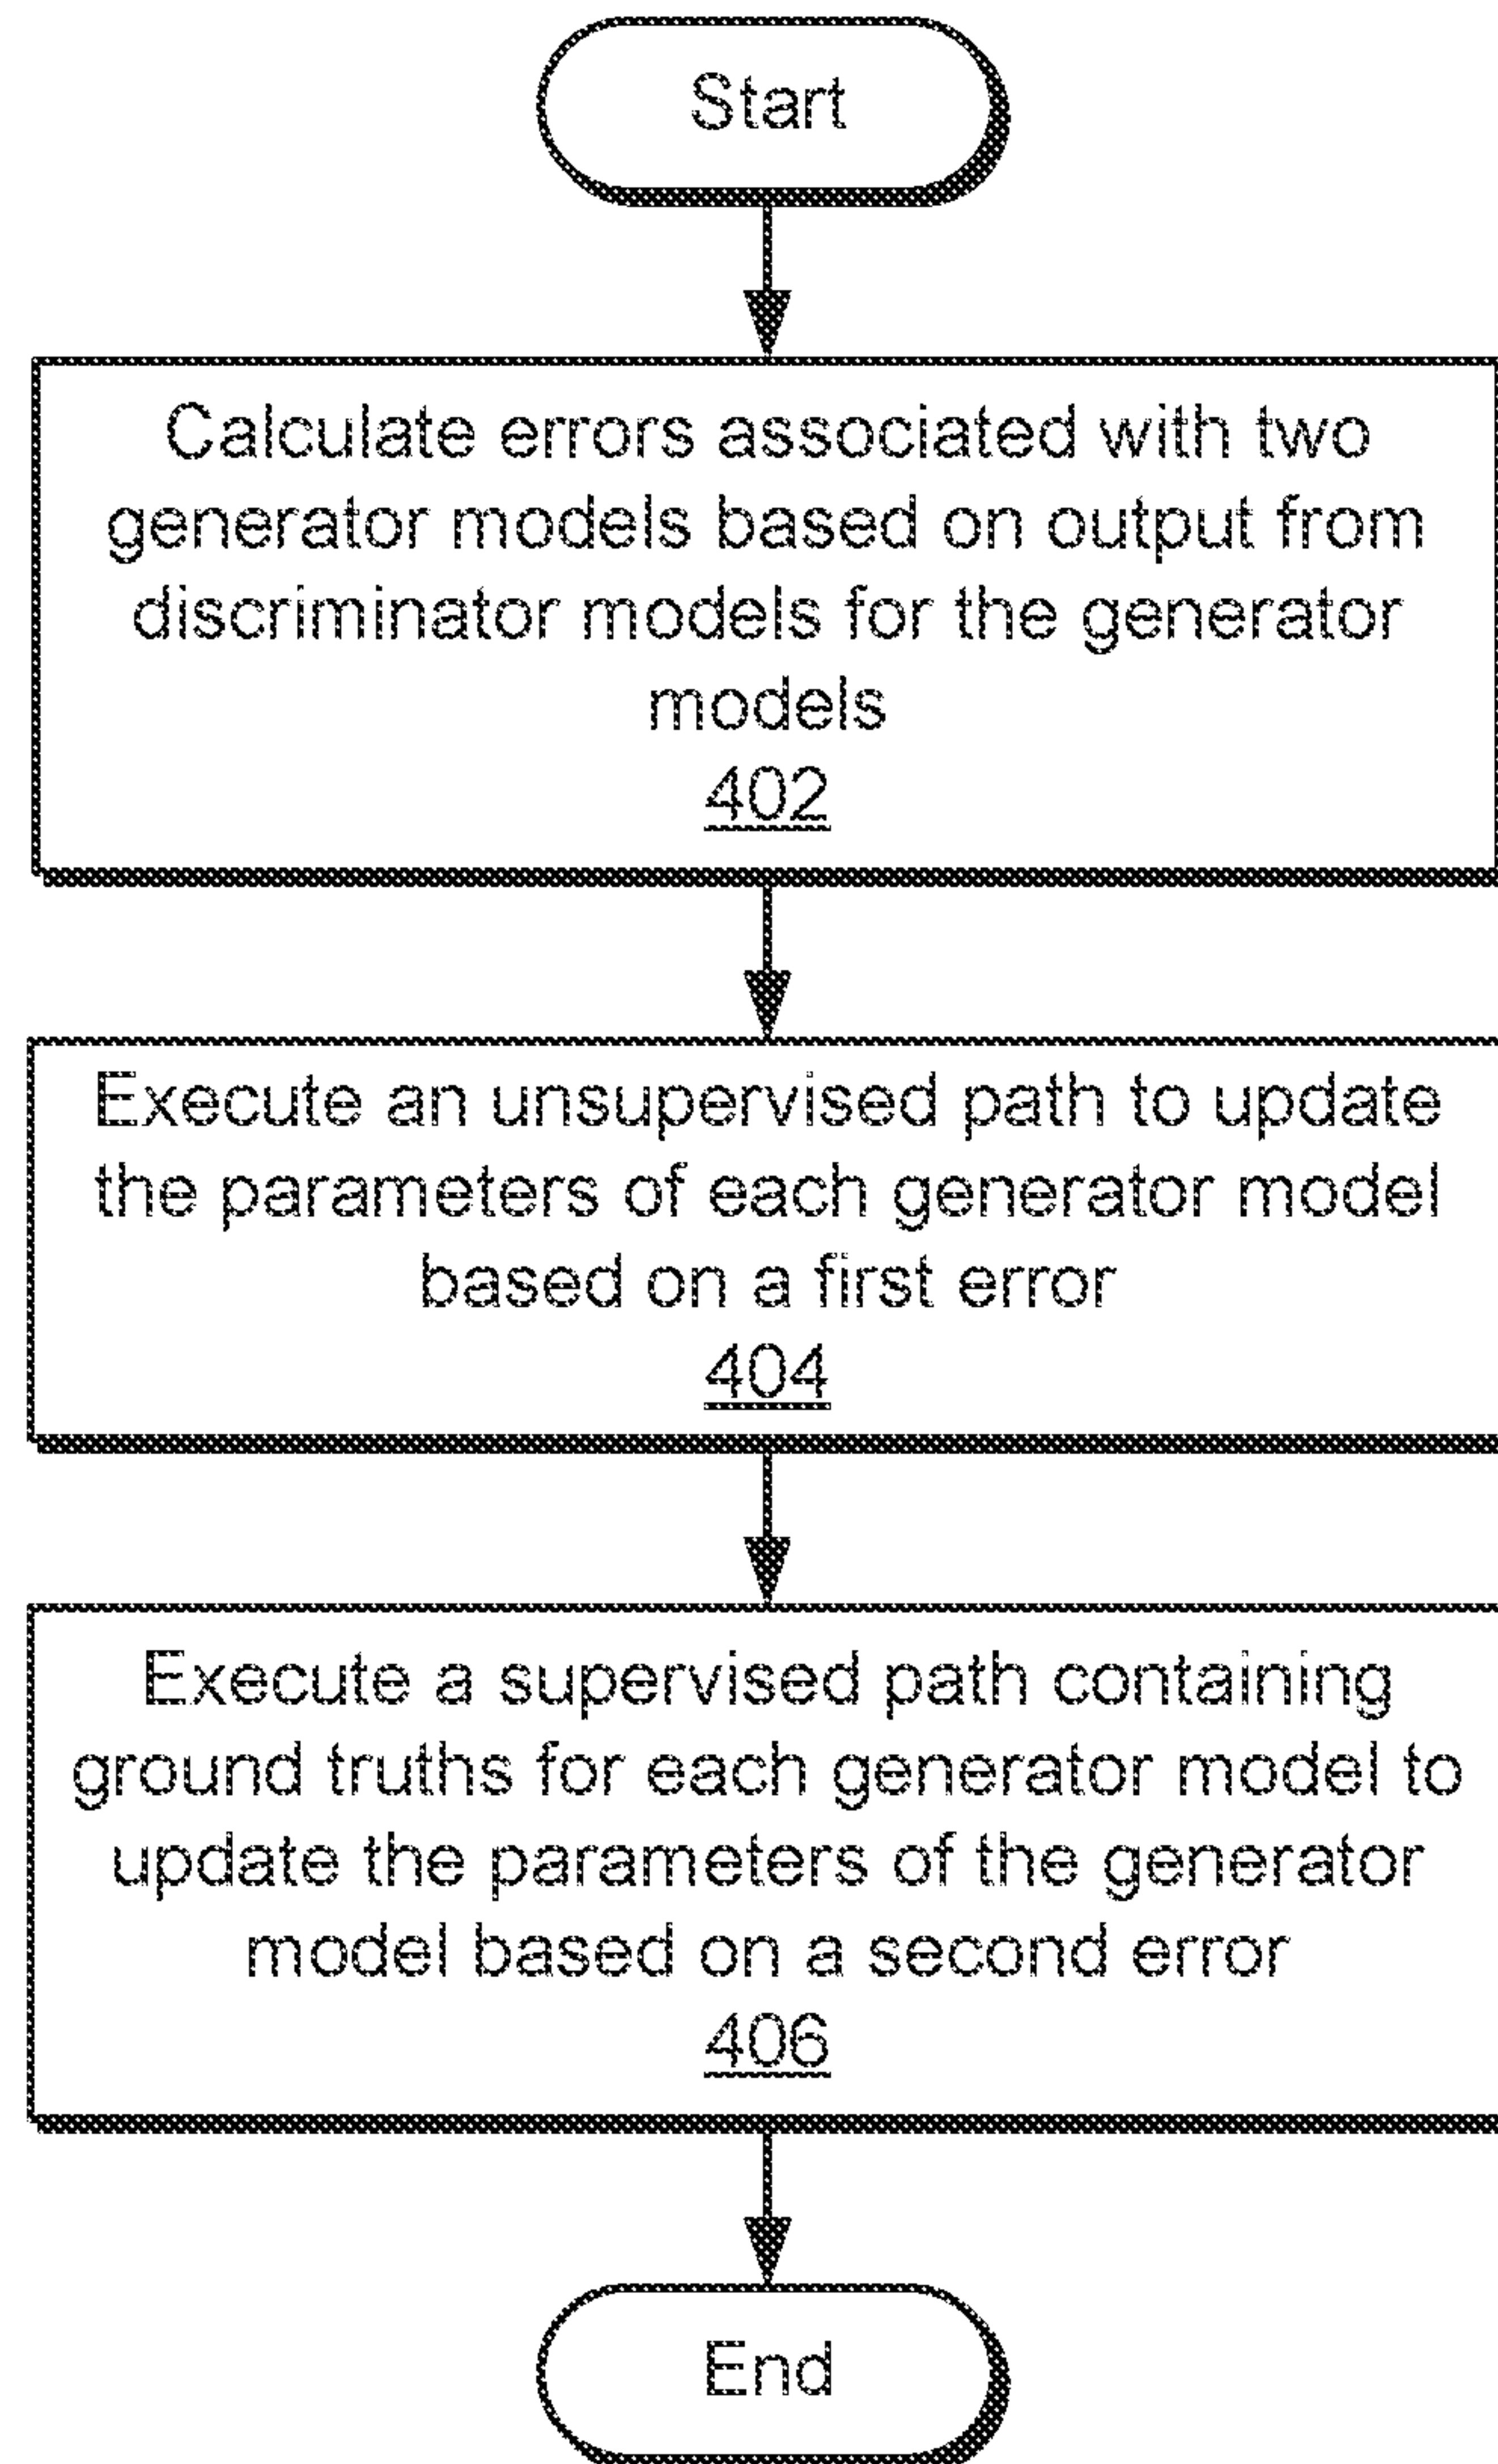 Start
Calculate errors associated with two
generator models based on output from
discriminator models for the generator
models
402
Execute an unsupervised path to update
the parameters of each generator model
based on a first error
404
Execute a supervised path containing
ground truths for each generator model to
update the parameters of the generator
model based on a second error
406
End